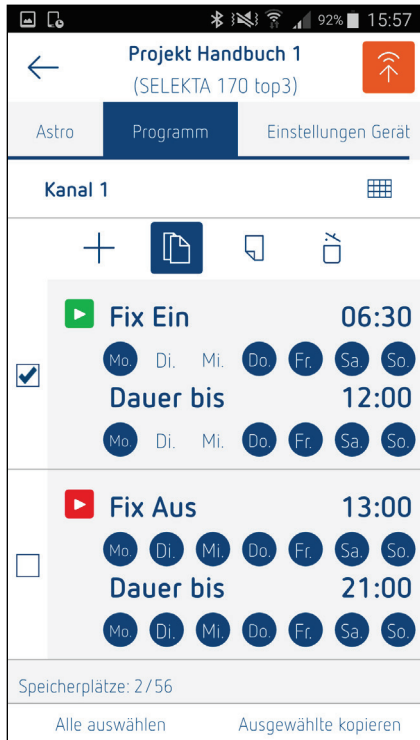 92% 15:57
Projekt Handbuch 1
(SELEKTA 170 top3)
Astro Programm Einstellungen Gerät
Kanal 1
Fix Ein 06:30
Mo. Di. Mi. Do. Fr. Sa. So.
Dauer bis 12:00
Mo. Di. Mi. Do. Fr. Sa. So.
Fix Aus 13:00
Mo. Di. Mi. Do. Fr. Sa. So.
Dauer bis 21:00
Mo. Di. Mi. Do. Fr. Sa. So.
Speicherplätze: 2/56
Alle auswählen Ausgewählte kopieren